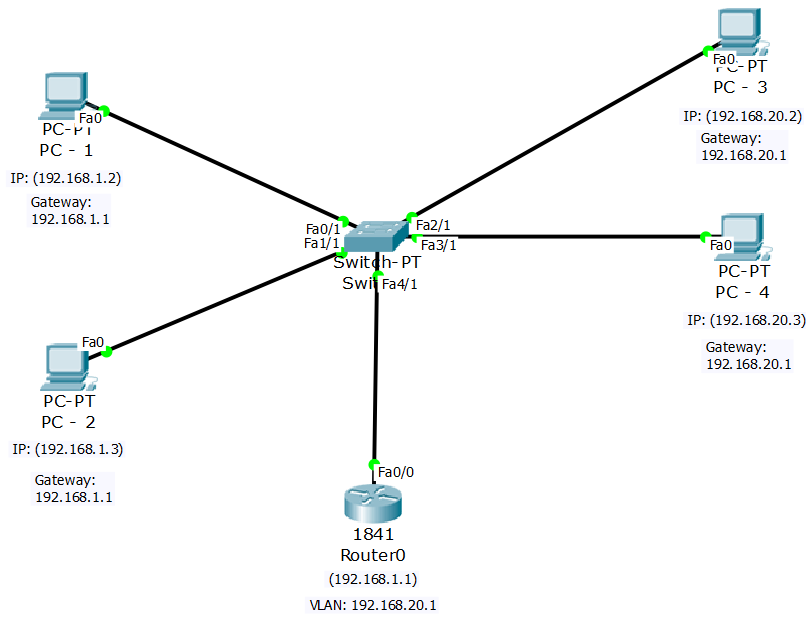 Fa0
PC-PT
PC - 1
IP: (192.168.1.2)
Gateway:
192.168.1.1
Fa0
PC-PT
PC - 3
IP: (192.168.20.2)
Gateway:
192.168.20.1
Fa0/1
Fa1/1
Fa2/1
Fa3/1
Switch-PT
Fa4/1
Fa0
PC-PT
PC - 4
IP: (192.168.20.3)
Gateway:
192.168.20.1
Fa0
PC-PT
PC - 2
IP: (192.168.1.3)
Gateway:
192.168.1.1
Fa0/0
1841
Router0
(192.168.1.1)
VLAN: 192.168.20.1